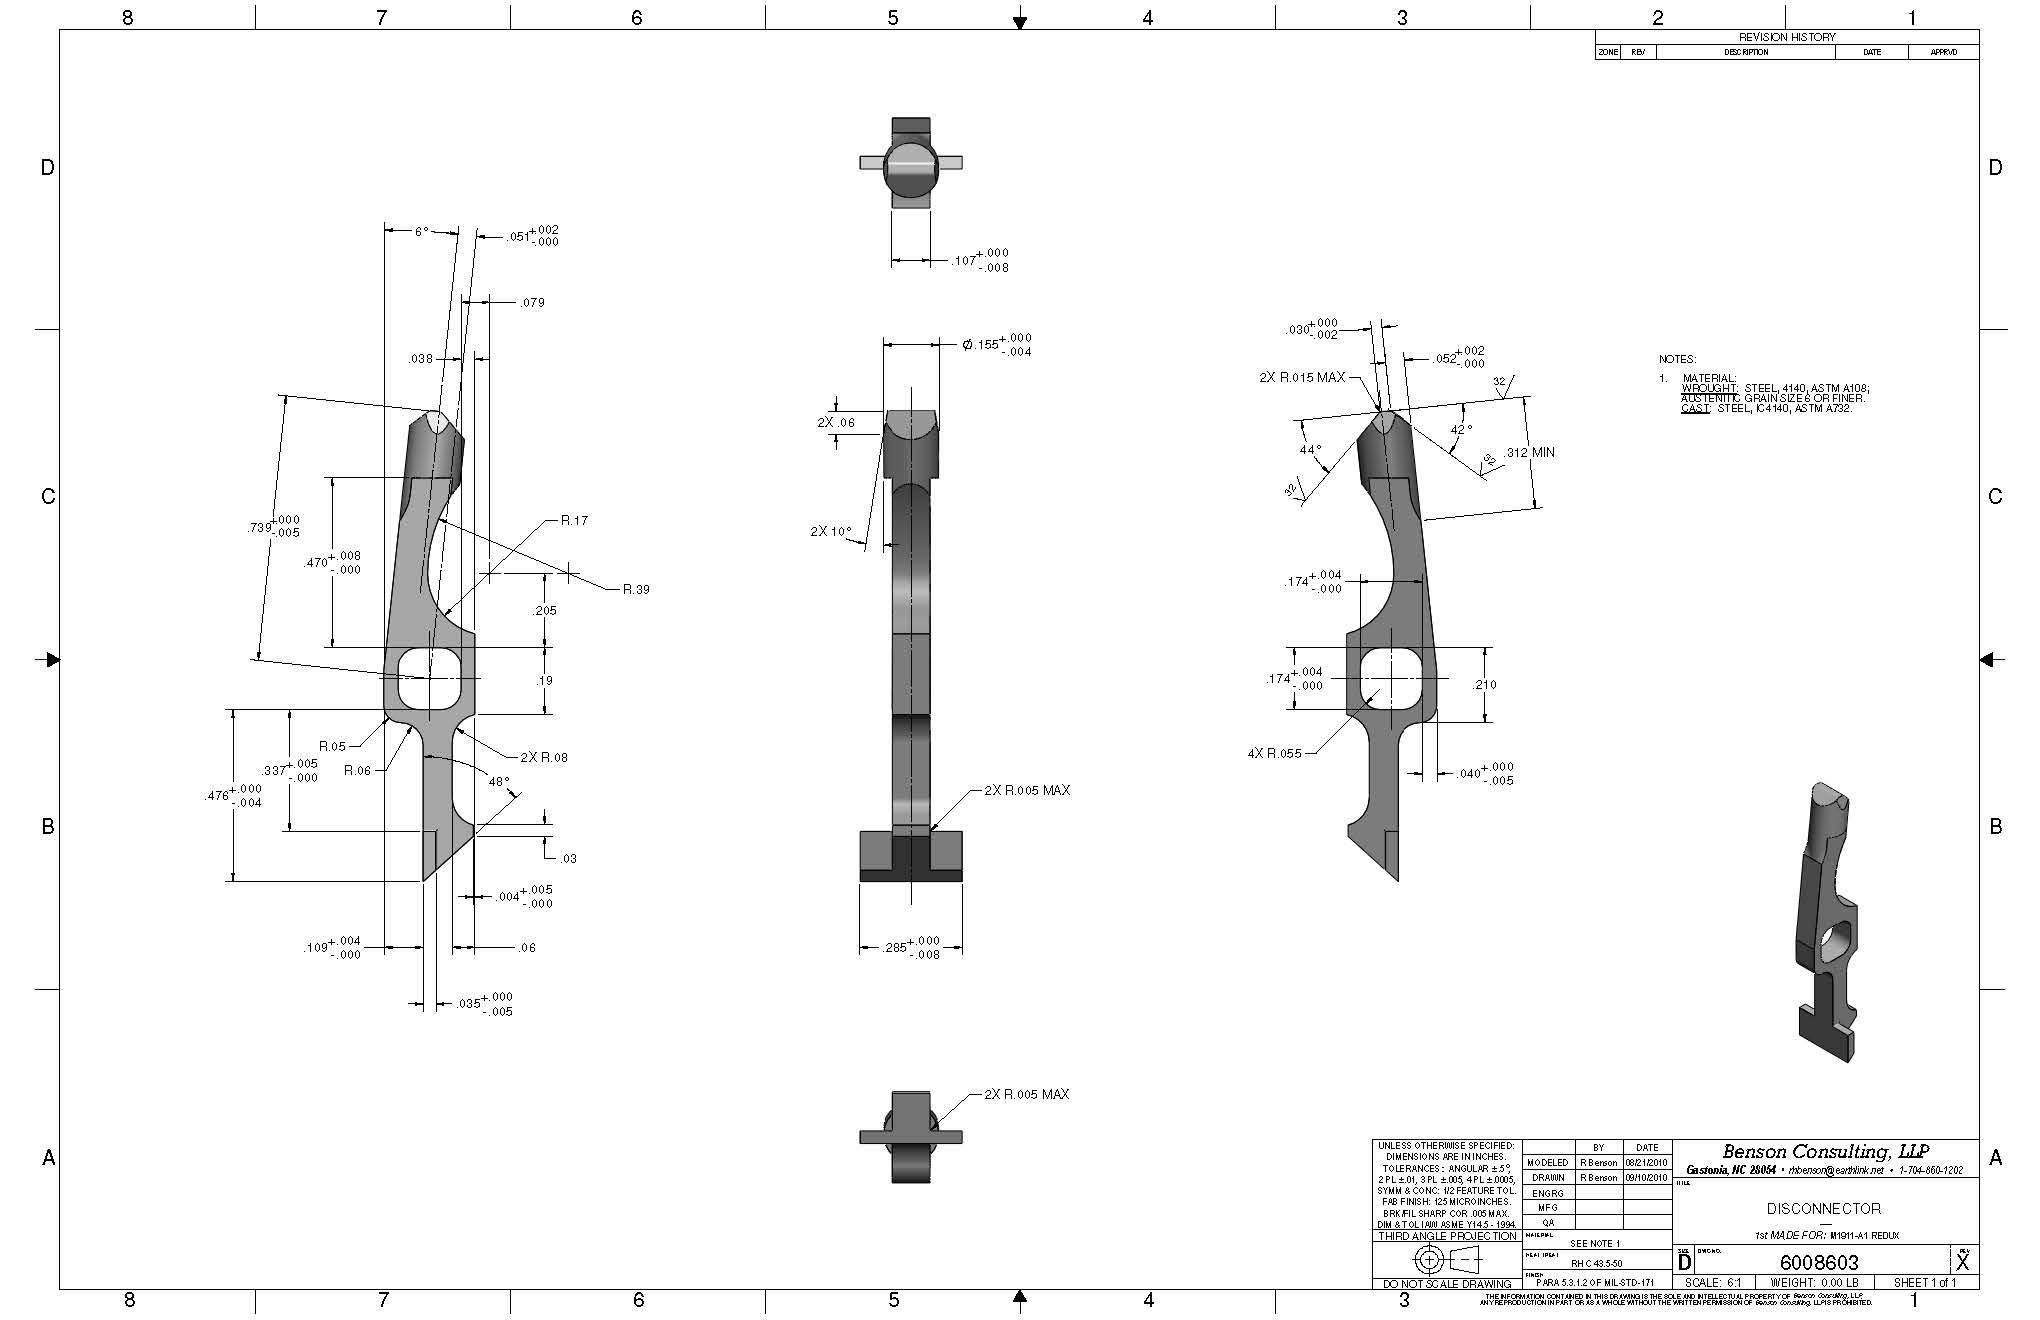 8 7 6 5 4 3 2 1
REVISION HISTORY
ZONE REV DESCRIPTION DATE APPRVD
D D
6°
.051 +.002 -.000
.107 +.000 -.008
.079
.038
Ø.155 +.000 -.004
.030 +.000 -.002
.052 +.002 -.000
2X R.015 MAX
32
NOTES:
1. MATERIAL:
WROUGHT: STEEL, 4140, ASTM A108;
AUSTENITIC GRAIN SIZE 6 OR FINER.
CAST: STEEL, IC4140, ASTM A732.
2X .06
42°
44°
.312 MIN
32
32
C C
.739 +.000 -.005
R.17
2X 10°
.470 +.008 -.000
R.39
.174 +.004 -.000
.205
.19
.174 +.004 -.000
.210
R.05
2X R.08
4X R.055
.337 +.005 -.000
R.06
48°
.040 +.000 -.005
.476 +.000 -.004
2X R.005 MAX
B B
.03
.004 +.005 -.000
.109 +.004 -.000
.06
.285 +.000 -.008
.035 +.000 -.005
2X R.005 MAX
A A
UNLESS OTHERWISE SPECIFIED:
DIMENSIONS ARE IN INCHES.
TOLERANCES: ANGULAR ±.5°,
2 PL ±.01, 3 PL ±.005, 4 PL ±.0005,
SYMM & CONC: 1/2 FEATURE TOL.
FAB FINISH: 125 MICROINCHES.
BRK/FIL SHARP COR .005 MAX.
DIM & TOL IAW ASME Y14.5 - 1994.
THIRD ANGLE PROJECTION
DO NOT SCALE DRAWING
BY DATE
MODELED R Benson 08/21/2010
DRAWN R Benson 09/10/2010
ENGRG
MFG
QA
MATERIAL
SEE NOTE 1
HEAT TREAT
RH C 43.5-50
FINISH
PARA 5.3.1.2 OF MIL-STD-171
Benson Consulting, LLP
Gastonia, NC 28054 • rhbenson@earthlink.net • 1-704-860-1202
TITLE
DISCONNECTOR
—
1st MADE FOR: M1911-A1 REDUX
SIZE D DWG NO. 6008603 REV X
SCALE: 6:1 WEIGHT: 0.00 LB SHEET 1 of 1
8 7 6 5 4 3 1
THE INFORMATION CONTAINED IN THIS DRAWING IS THE SOLE AND INTELLECTUAL PROPERTY OF Benson Consulting, LLP.
ANY REPRODUCTION IN PART OR AS A WHOLE WITHOUT THE WRITTEN PERMISSION OF Benson Consulting, LLP IS PROHIBITED.